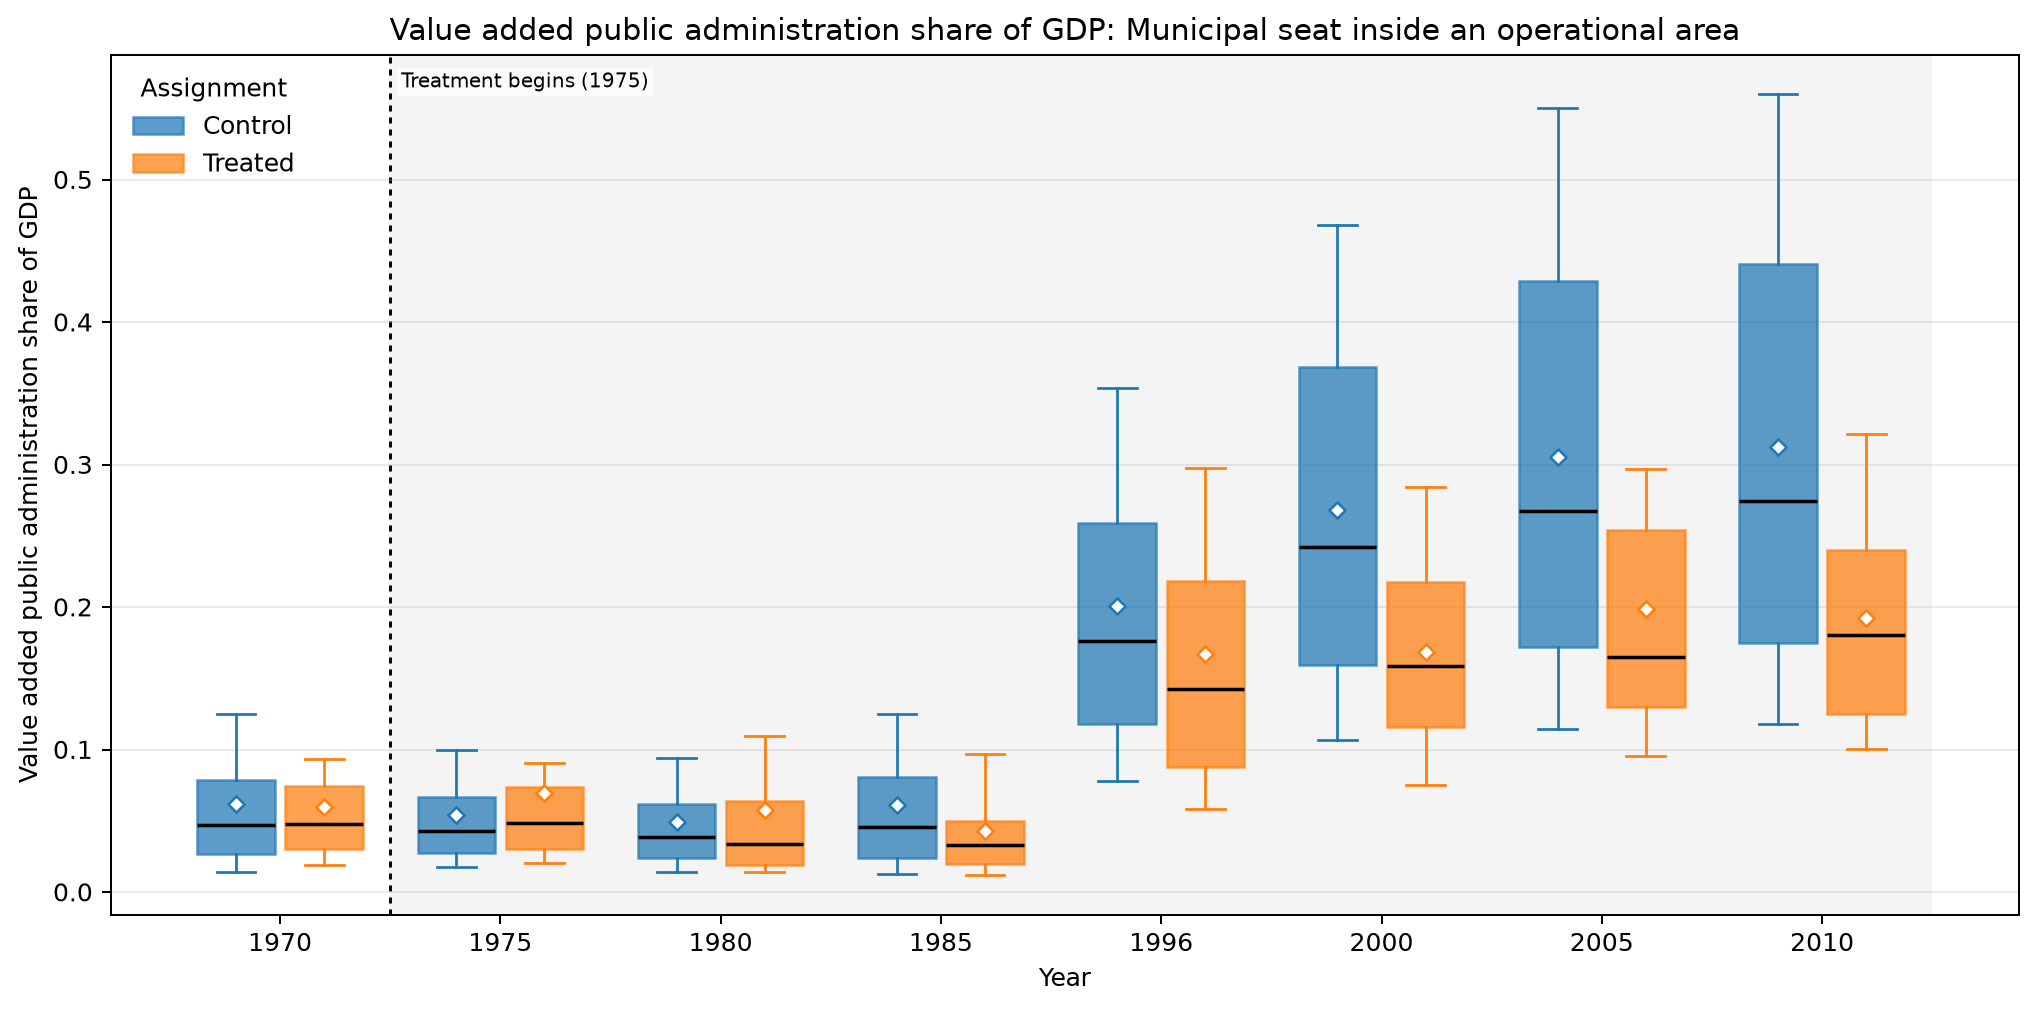 Value added public administration share of GDP: Municipal seat inside an operational area
Treatment begins (1975)
Assignment
Control
Treated
Value added public administration share of GDP
0.5
0.4
0.3
0.2
0.1
0.0
1970 1975 1980 1985 1996 2000 2005 2010
Year